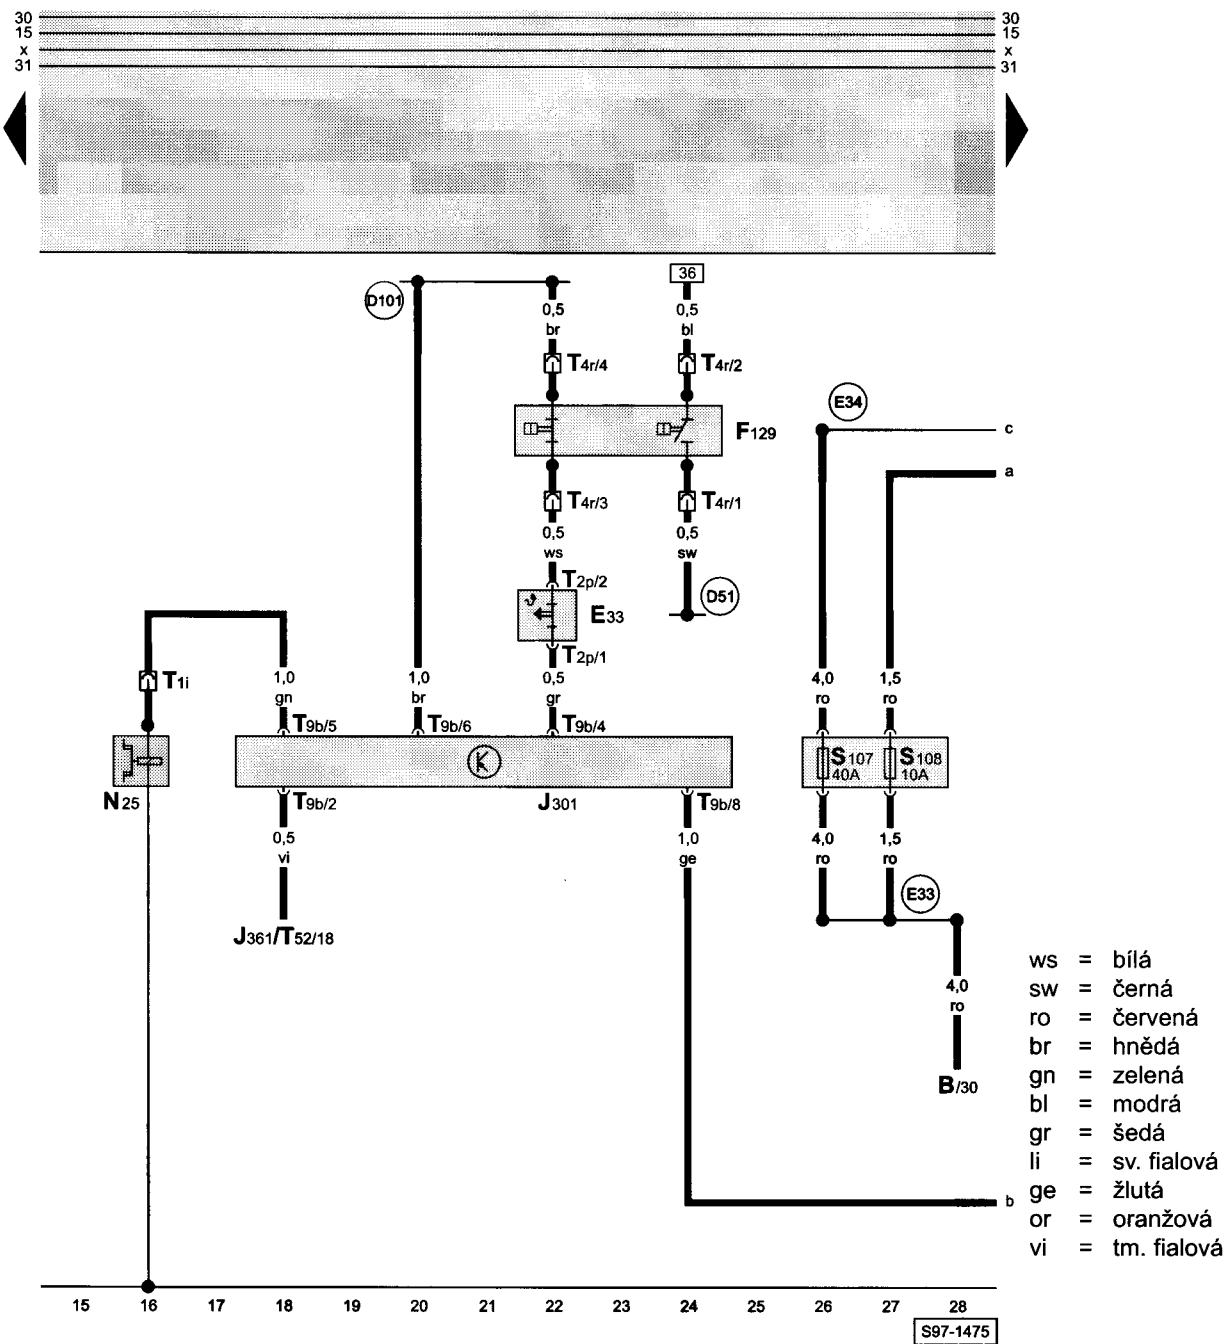 30 30
15 15
x x
31 31
D101
36
0,5 0,5
br bl
T4r/4 T4r/2
E34
F129
c
a
T4r/3 T4r/1
0,5 0,5
ws sw
T2p/2
D51
E33
T2p/1
T1i
1,0 1,0 0,5 4,0 1,5
gn br gr ro ro
T9b/5 T9b/6 T9b/4
S107 S108
40A 10A
N25 T9b/2 J301 T9b/8
0,5 1,0 4,0 1,5
vi ge ro ro
E33
J361/T52/18
4,0
ro
B/30
ws = bílá
sw = černá
ro = červená
br = hnědá
gn = zelená
bl = modrá
gr = šedá
li = sv. fialová
b
ge = žlutá
or = oranžová
vi = tm. fialová
15 16 17 18 19 20 21 22 23 24 25 26 27 28
S97-1475